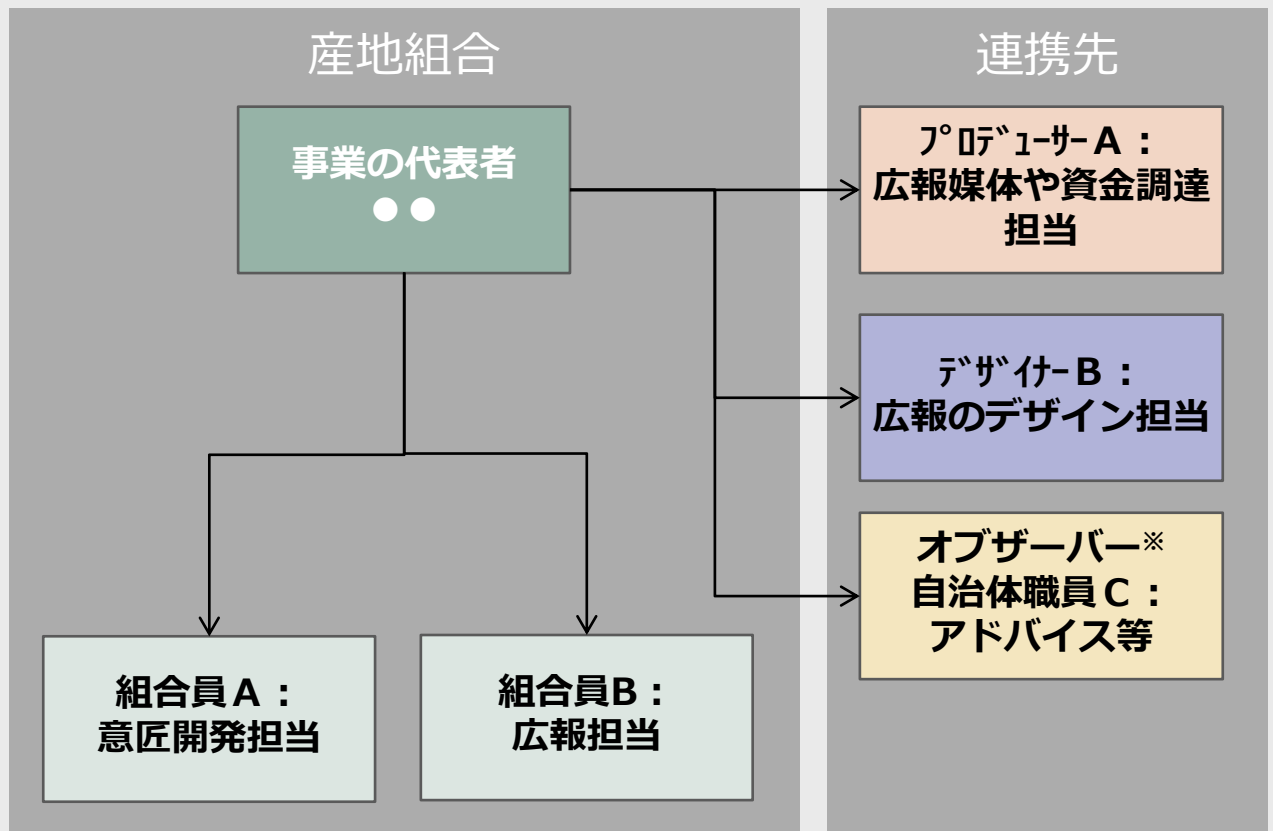 産地組合
連携先
事業の代表者
●●
ﾌﾟﾛﾃﾞｭｰｻｰA：
広報媒体や資金調達
担当
ﾃﾞｻﾞｲﾅｰB：
広報のデザイン担当
オブザーバー※
自治体職員C：
アドバイス等
組合員A：
意匠開発担当
組合員B：
広報担当